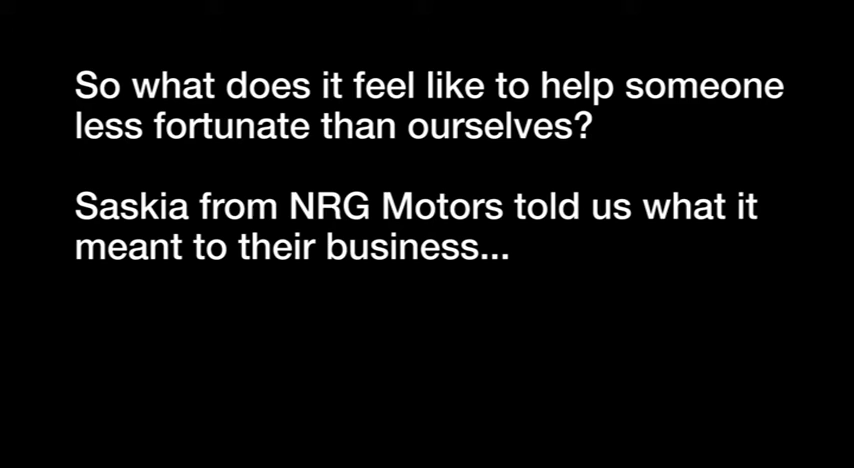 So what does it feel like to help someone
less fortunate than ourselves?
Saskia from NRG Motors told us what it
meant to their business...